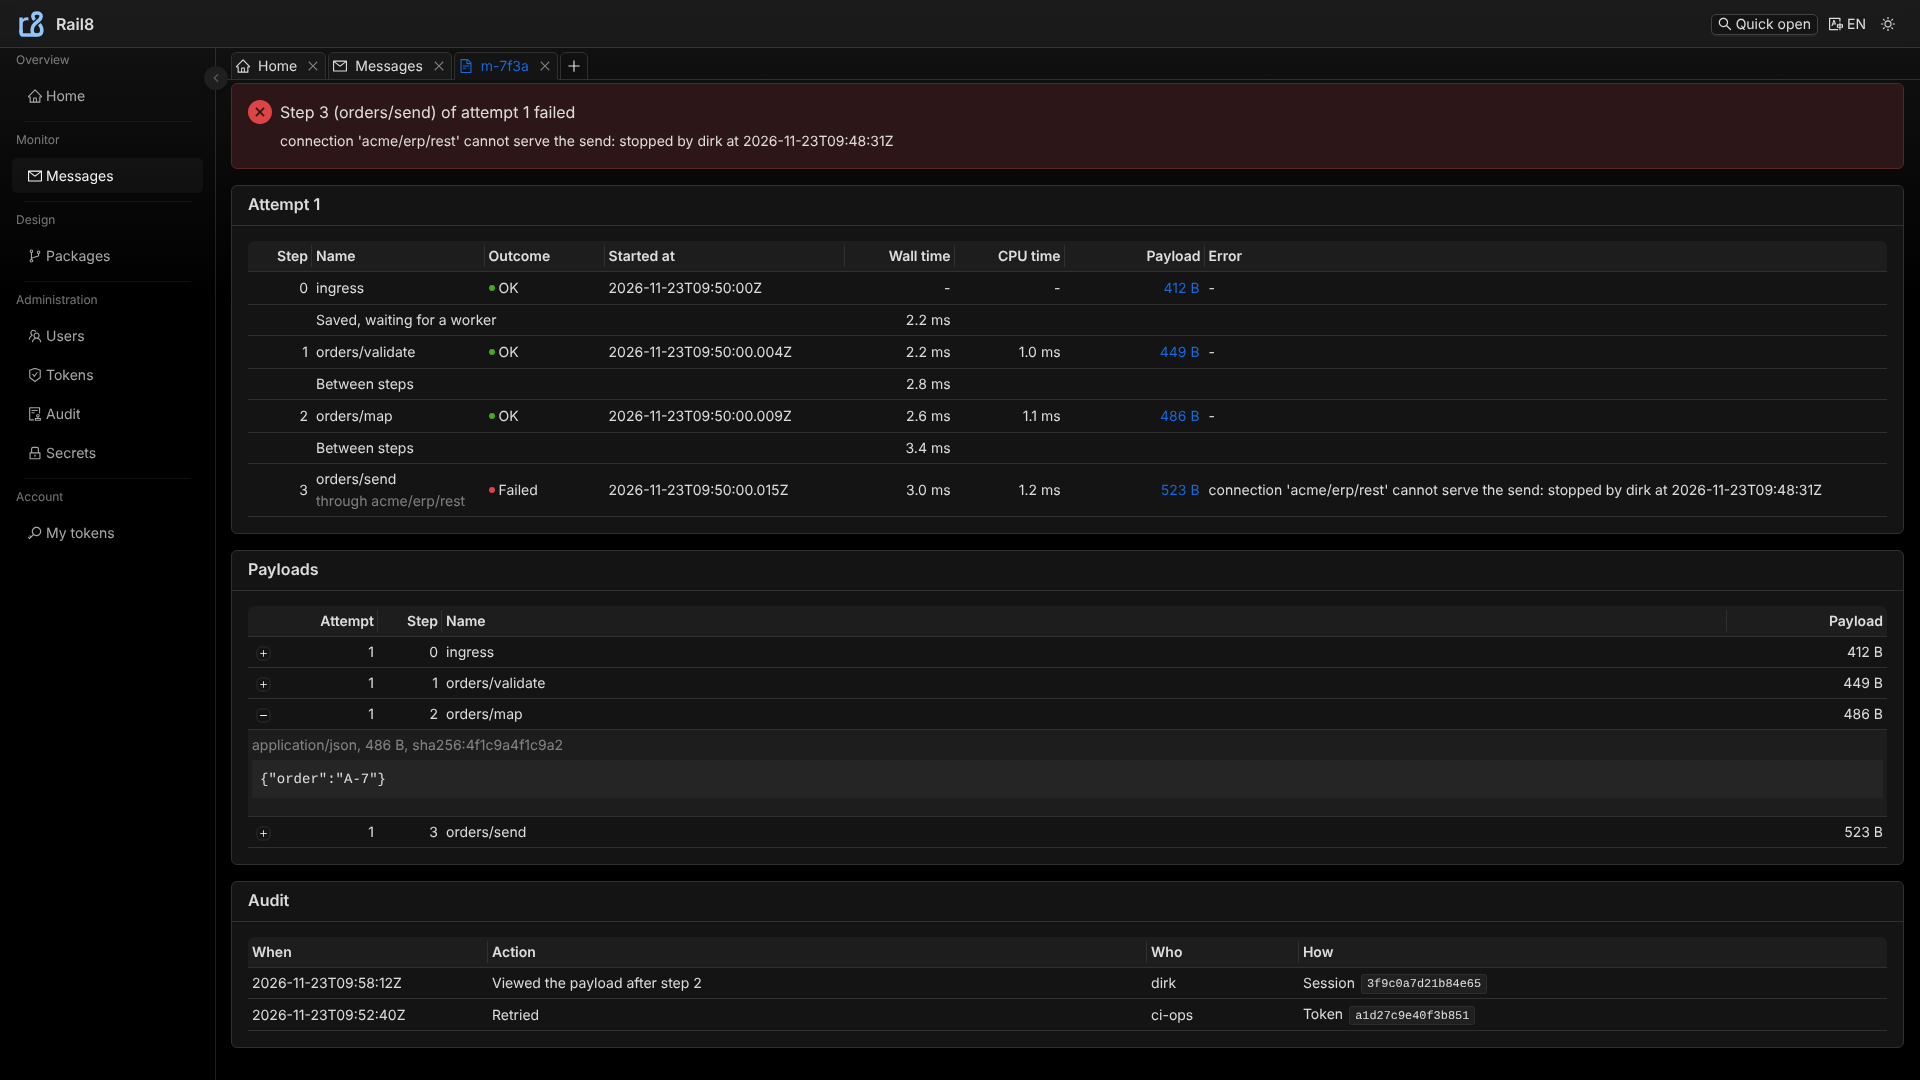 Rail8
Quick open
EN
Overview
Home
Monitor
Messages
Design
Packages
Administration
Users
Tokens
Audit
Secrets
Account
My tokens
Home
Messages
m-7f3a
Step 3 (orders/send) of attempt 1 failed
connection 'acme/erp/rest' cannot serve the send: stopped by dirk at 2026-11-23T09:48:31Z
Attempt 1
Step Name Outcome Started at Wall time CPU time Payload Error
0 ingress OK 2026-11-23T09:50:00Z - - 412 B -
Saved, waiting for a worker 2.2 ms
1 orders/validate OK 2026-11-23T09:50:00.004Z 2.2 ms 1.0 ms 449 B -
Between steps 2.8 ms
2 orders/map OK 2026-11-23T09:50:00.009Z 2.6 ms 1.1 ms 486 B -
Between steps 3.4 ms
3 orders/send through acme/erp/rest Failed 2026-11-23T09:50:00.015Z 3.0 ms 1.2 ms 523 B connection 'acme/erp/rest' cannot serve the send: stopped by dirk at 2026-11-23T09:48:31Z
Payloads
Attempt Step Name Payload
1 0 ingress 412 B
1 1 orders/validate 449 B
1 2 orders/map 486 B
application/json, 486 B, sha256:4f1c9a4f1c9a2
{"order":"A-7"}
1 3 orders/send 523 B
Audit
When Action Who How
2026-11-23T09:58:12Z Viewed the payload after step 2 dirk Session 3f9c0a7d21b84e65
2026-11-23T09:52:40Z Retried ci-ops Token a1d27c9e40f3b851